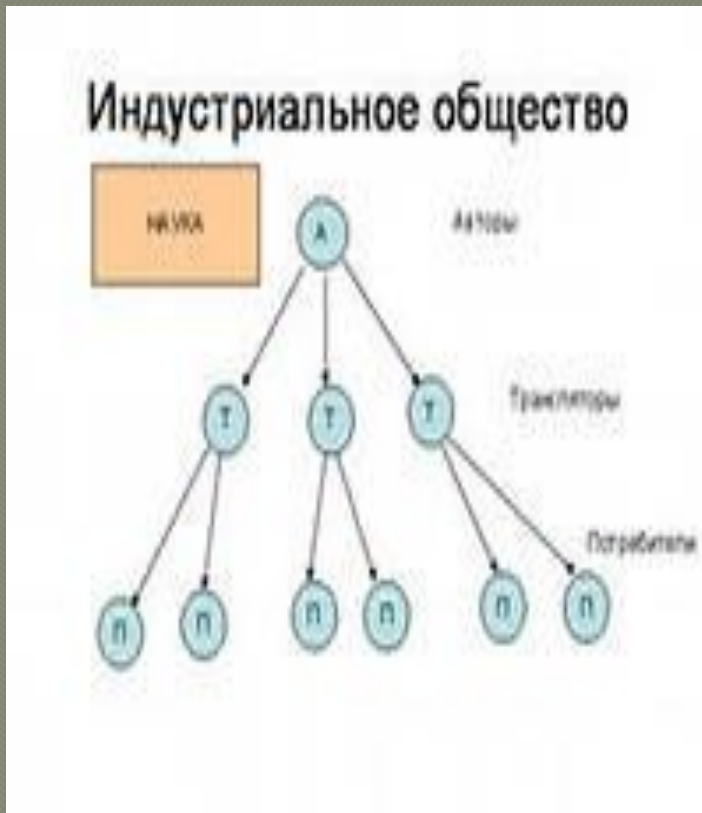 Индустриальное общество
НАУКА
А
Авторы
Т Т Т
Трансляторы
Потребители
П П П П П П